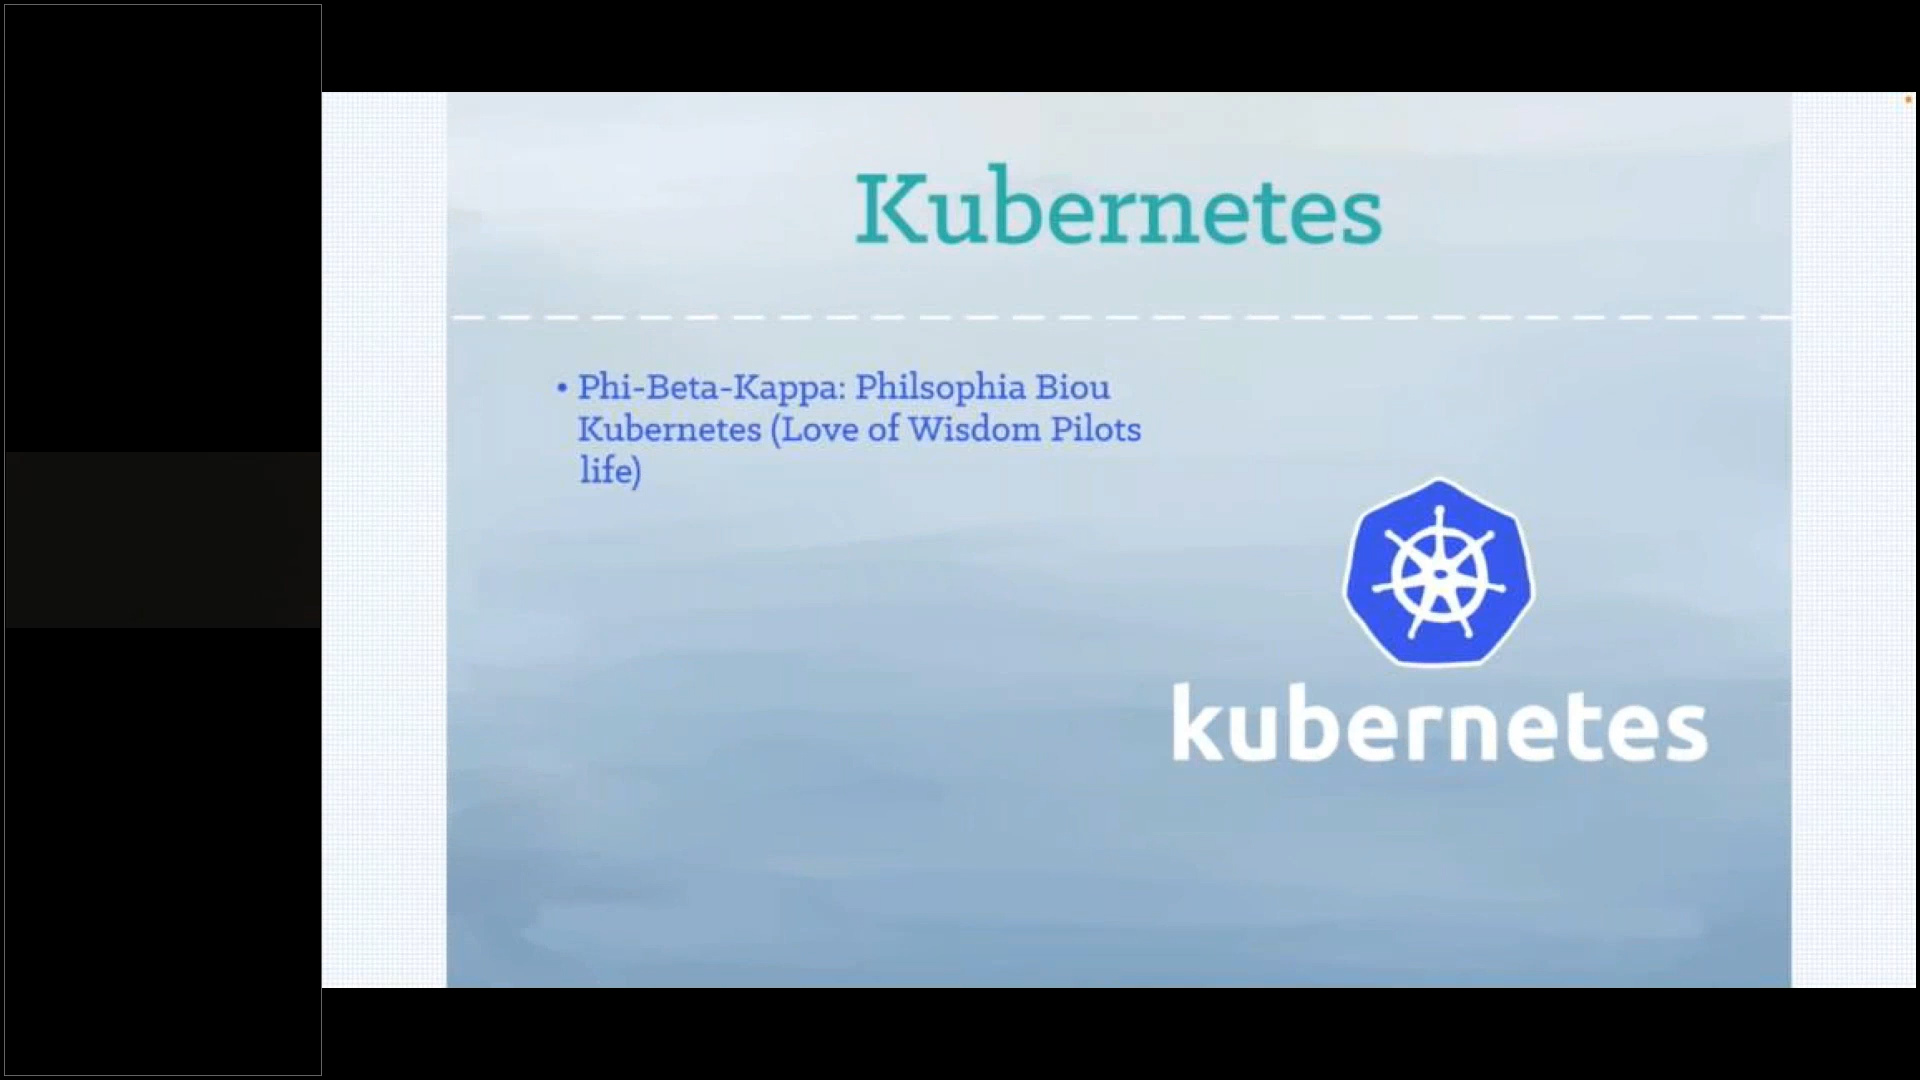 Kubernetes
• Phi-Beta-Kappa: Philsophia Biou
Kubernetes (Love of Wisdom Pilots
life)
kubernetes